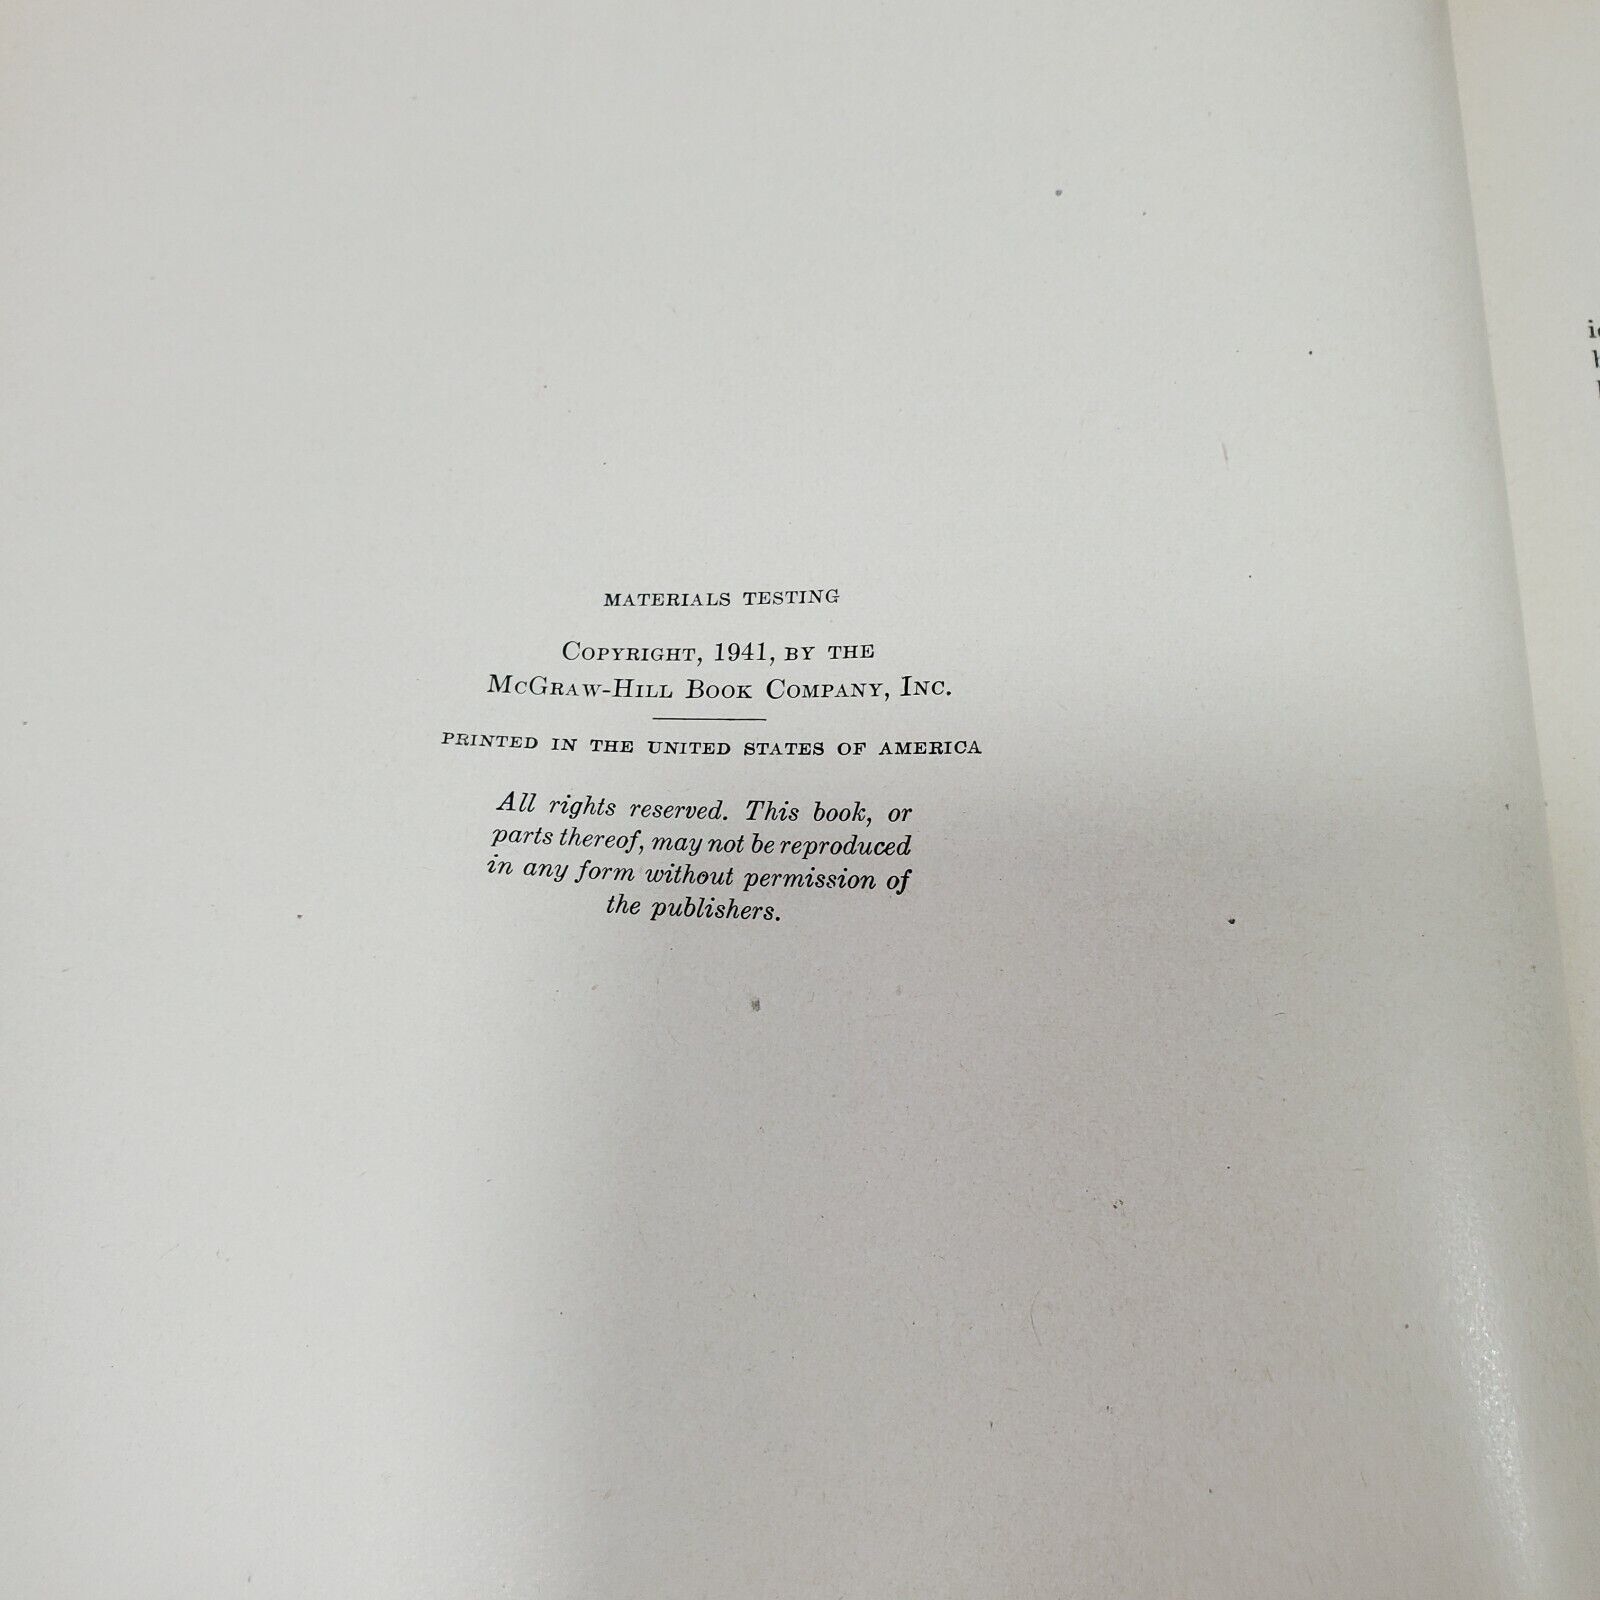 MATERIALS TESTING
COPYRIGHT, 1941, BY THE
MCGRAW-HILL BOOK COMPANY, INC.
PRINTED IN THE UNITED STATES OF AMERICA
All rights reserved. This book, or
parts thereof, may not be reproduced
in any form without permission of
the publishers.